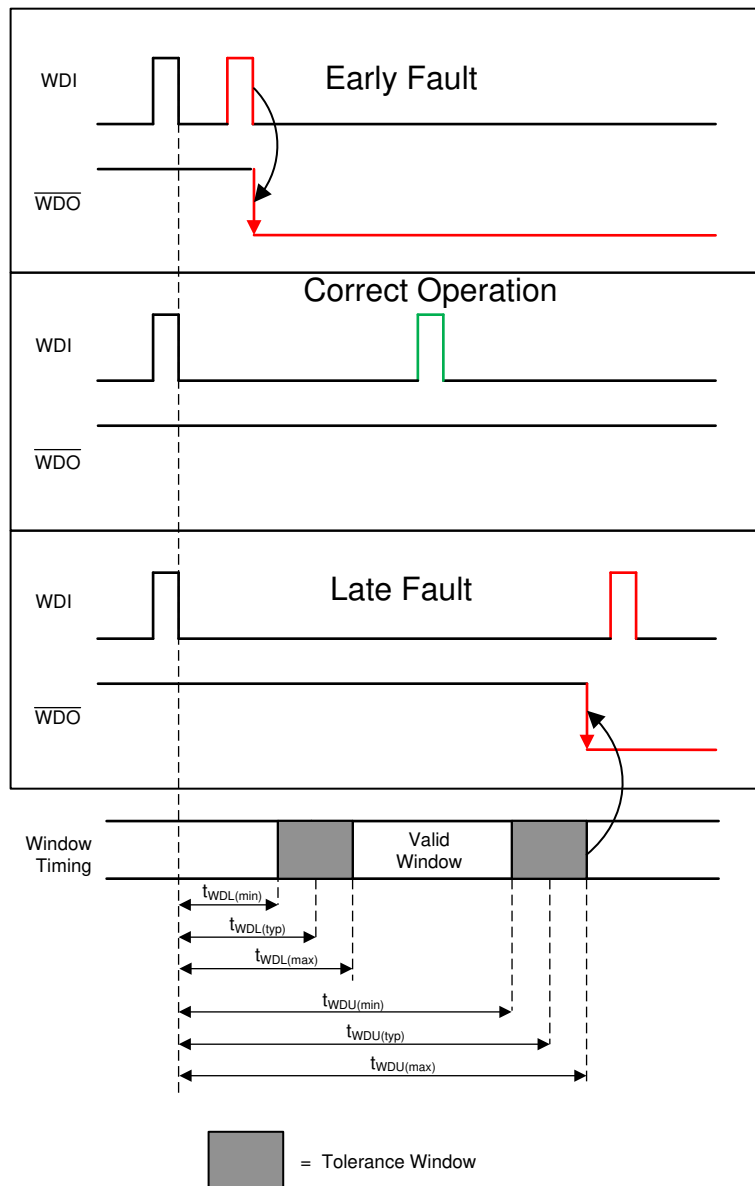 Early Fault
WDI
WDO
Correct Operation
WDI
WDO
Late Fault
WDI
WDO
Window
Timing
Valid
Window
tWDL(min)
tWDL(typ)
tWDL(max)
tWDU(min)
tWDU(typ)
tWDU(max)
= Tolerance Window